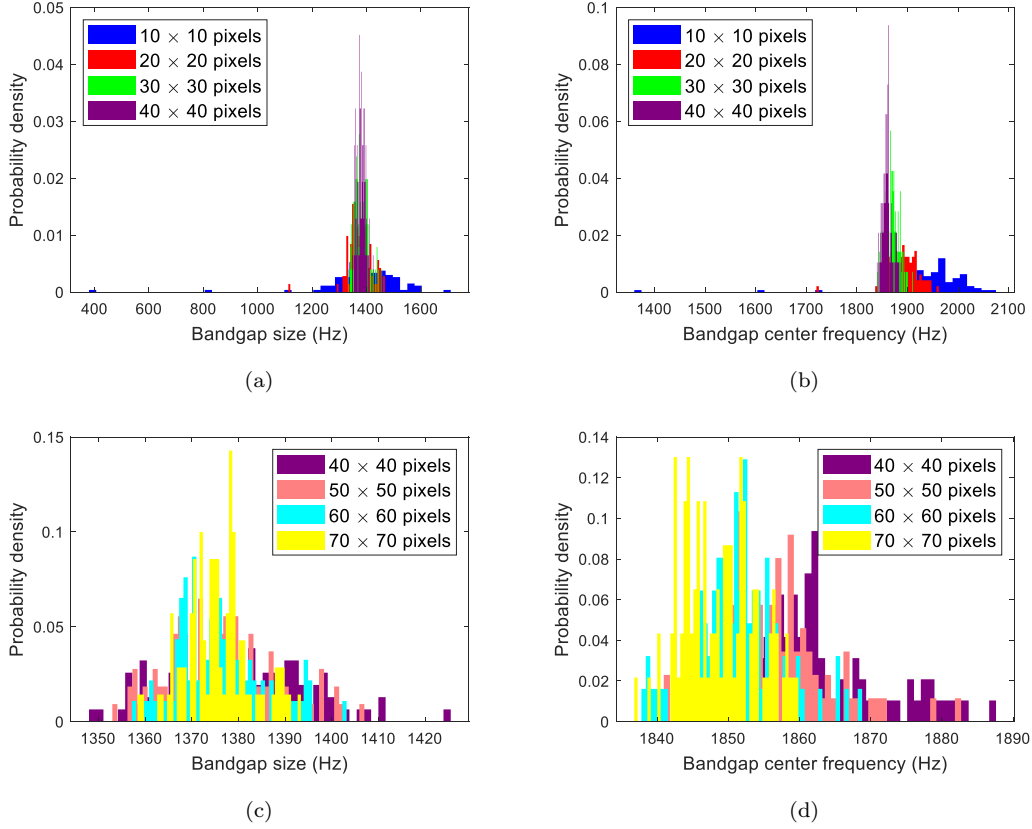 0.05
0.04
0.03
0.02
0.01
0
Probability density
10 × 10 pixels
20 × 20 pixels
30 × 30 pixels
40 × 40 pixels
400 600 800 1000 1200 1400 1600
Bandgap size (Hz)
(a)
0.1
0.08
0.06
0.04
0.02
0
Probability density
10 × 10 pixels
20 × 20 pixels
30 × 30 pixels
40 × 40 pixels
1400 1500 1600 1700 1800 1900 2000 2100
Bandgap center frequency (Hz)
(b)
0.15
0.1
0.05
0
Probability density
40 × 40 pixels
50 × 50 pixels
60 × 60 pixels
70 × 70 pixels
1350 1360 1370 1380 1390 1400 1410 1420
Bandgap size (Hz)
(c)
0.14
0.12
0.1
0.08
0.06
0.04
0.02
0
Probability density
40 × 40 pixels
50 × 50 pixels
60 × 60 pixels
70 × 70 pixels
1840 1850 1860 1870 1880 1890
Bandgap center frequency (Hz)
(d)